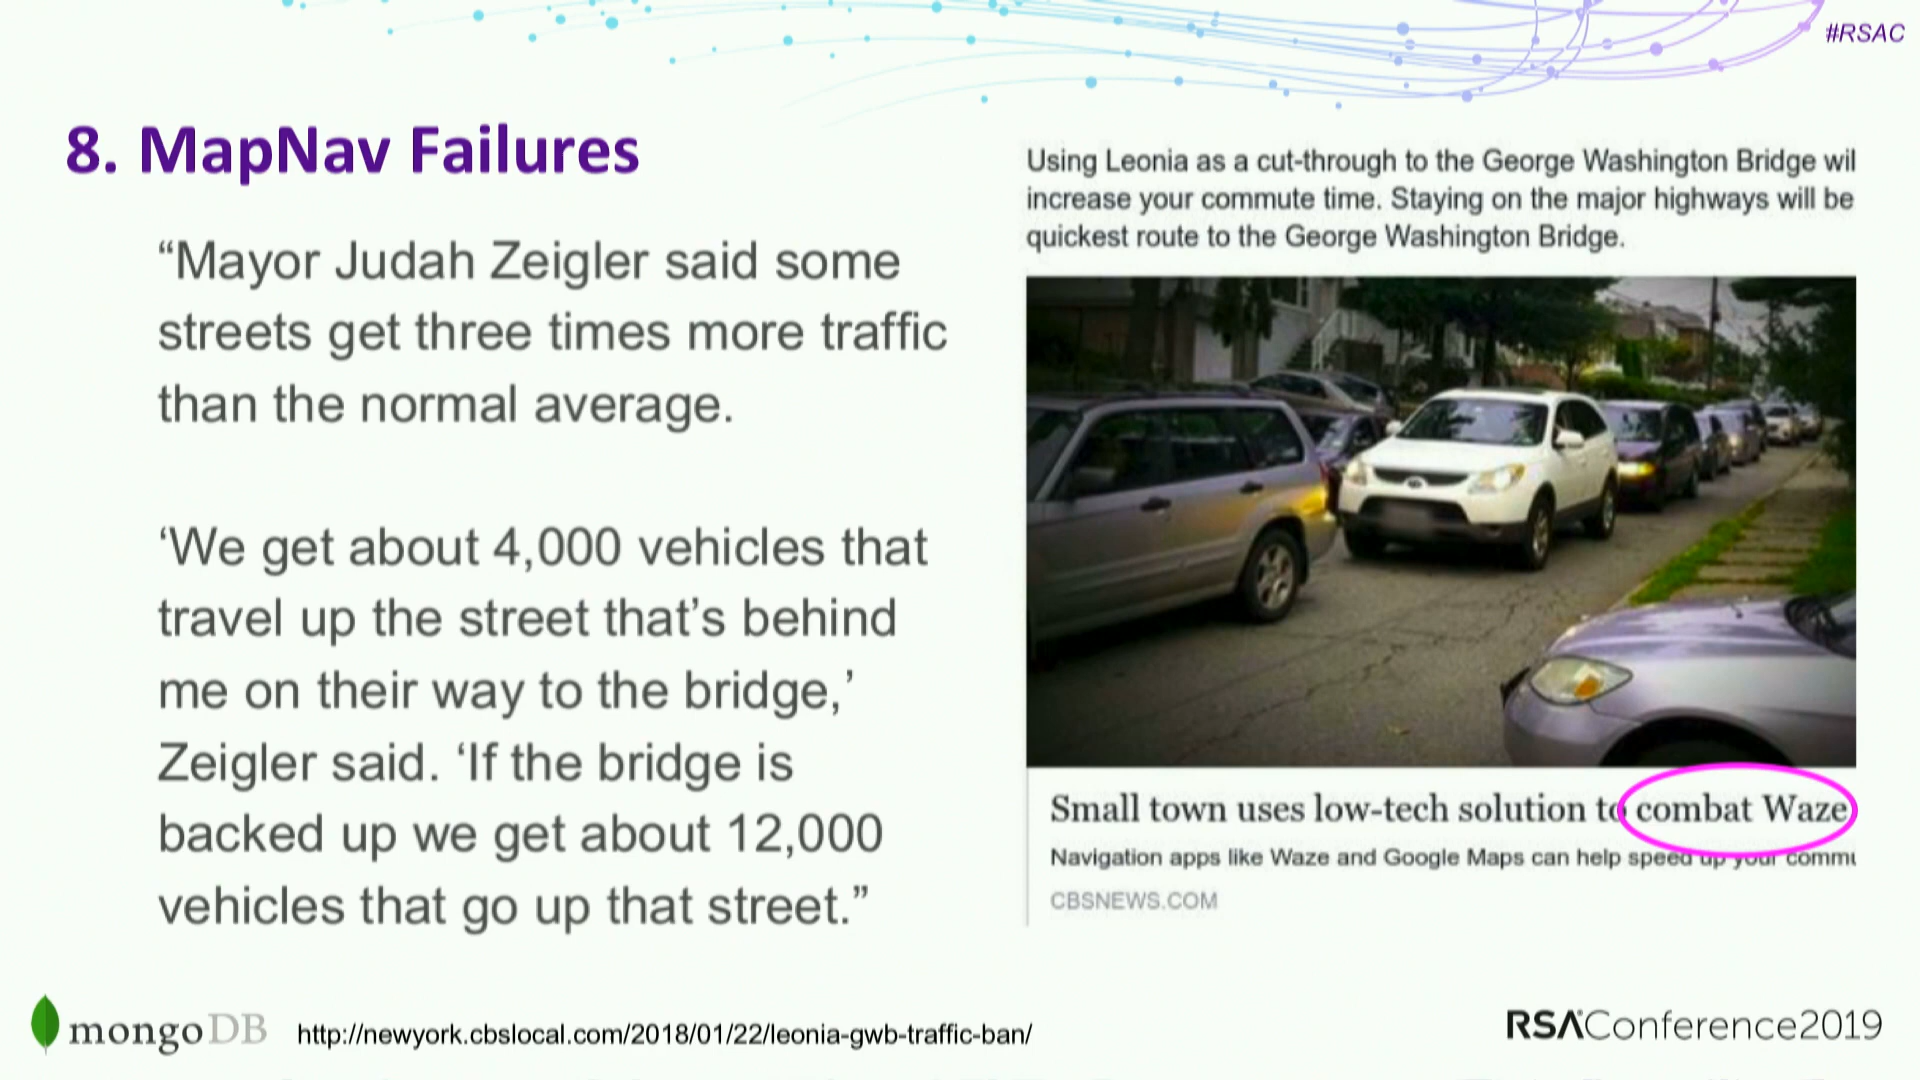 #RSAC
8. MapNav Failures
“Mayor Judah Zeigler said some
streets get three times more traffic
than the normal average.
‘We get about 4,000 vehicles that
travel up the street that’s behind
me on their way to the bridge,’
Zeigler said. ‘If the bridge is
backed up we get about 12,000
vehicles that go up that street.”
Using Leonia as a cut-through to the George Washington Bridge wil
increase your commute time. Staying on the major highways will be
quickest route to the George Washington Bridge.
Small town uses low-tech solution to combat Waze
Navigation apps like Waze and Google Maps can help speed up your commu
CBSNEWS.COM
mongoDB
http://newyork.cbslocal.com/2018/01/22/leonia-gwb-traffic-ban/
RSAConference2019